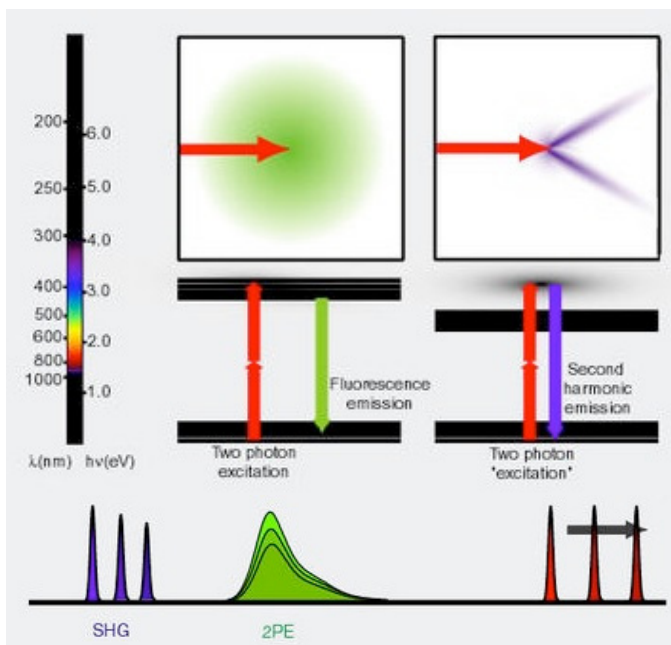 200
250
300
400
500
600
800
1000
6.0
5.0
4.0
3.0
2.0
1.0
λ(nm) hν(eV)
Fluorescence
emission
Two photon
excitation
Second
harmonic
emission
Two photon
"excitation"
SHG
2PE